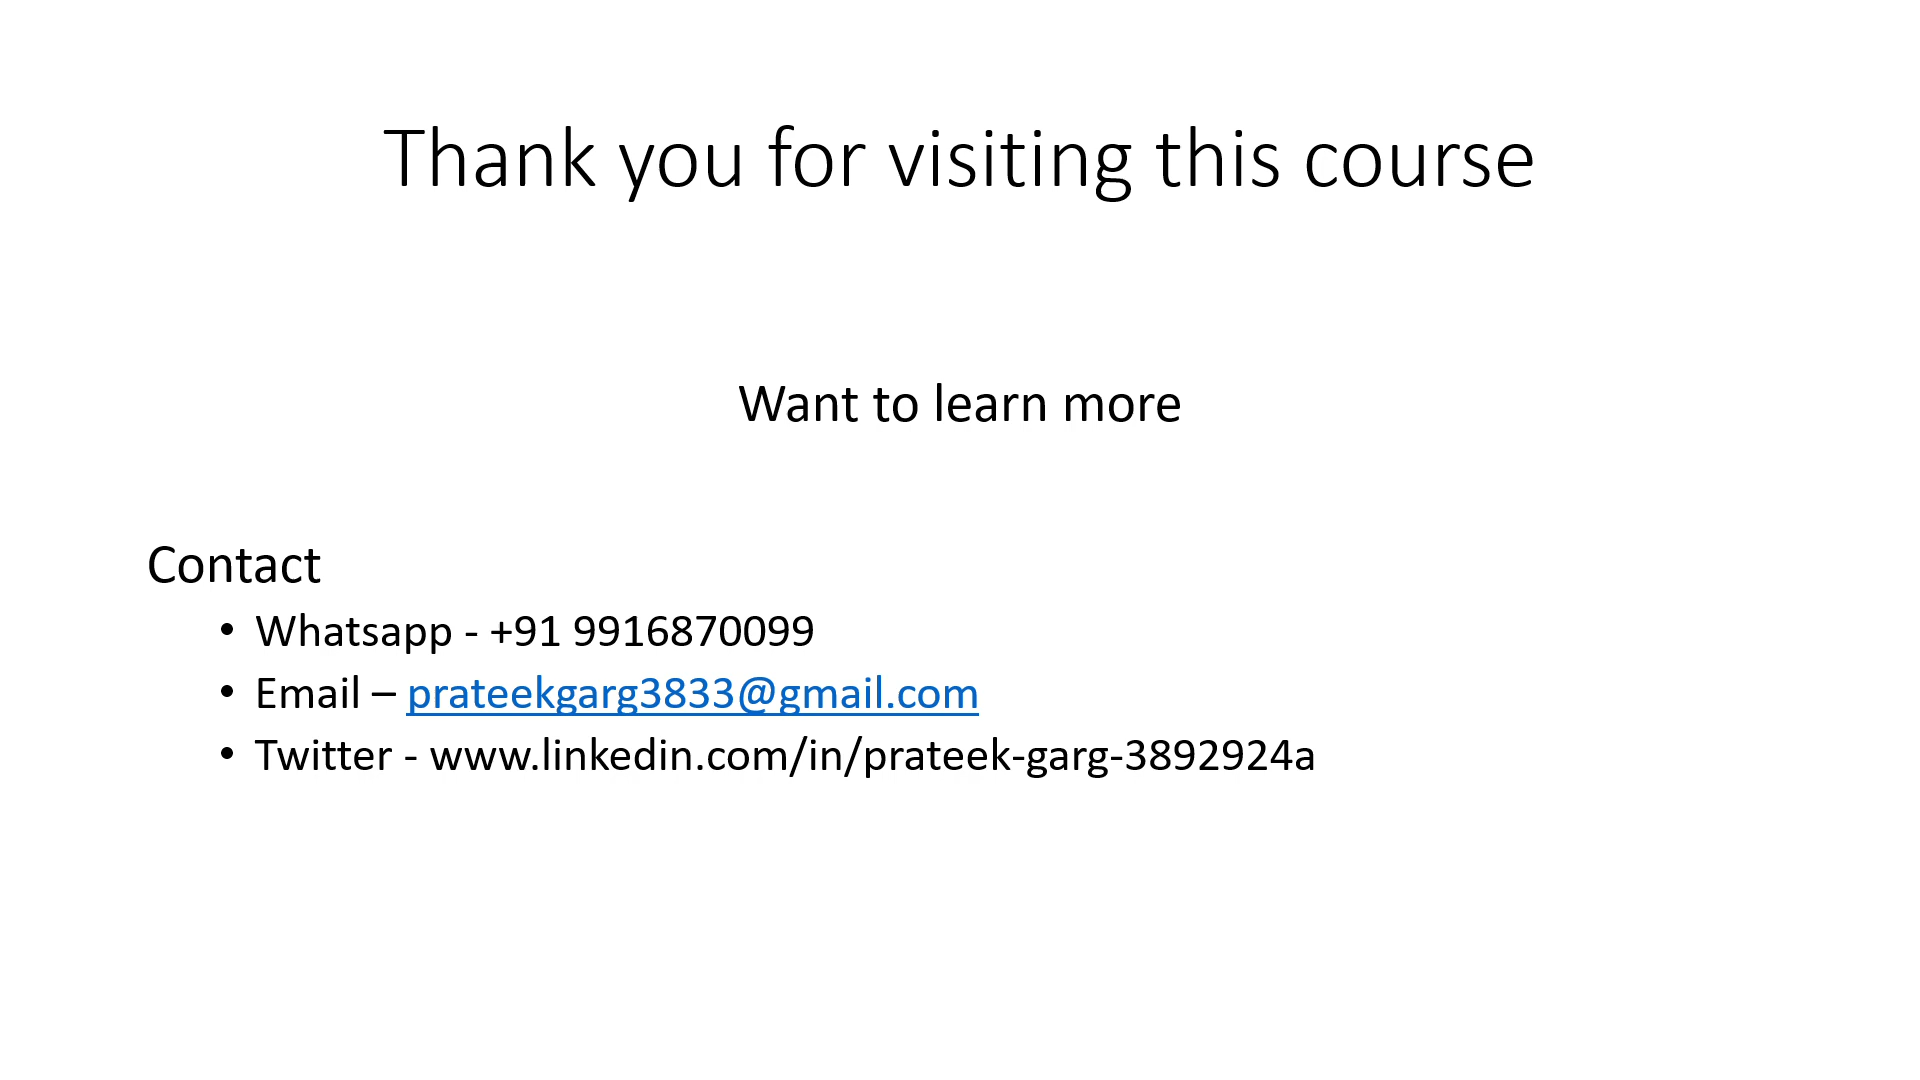 Thank you for visiting this course
Want to learn more
Contact
• Whatsapp - +91 9916870099
• Email – prateekgarg3833@gmail.com
• Twitter - www.linkedin.com/in/prateek-garg-3892924a